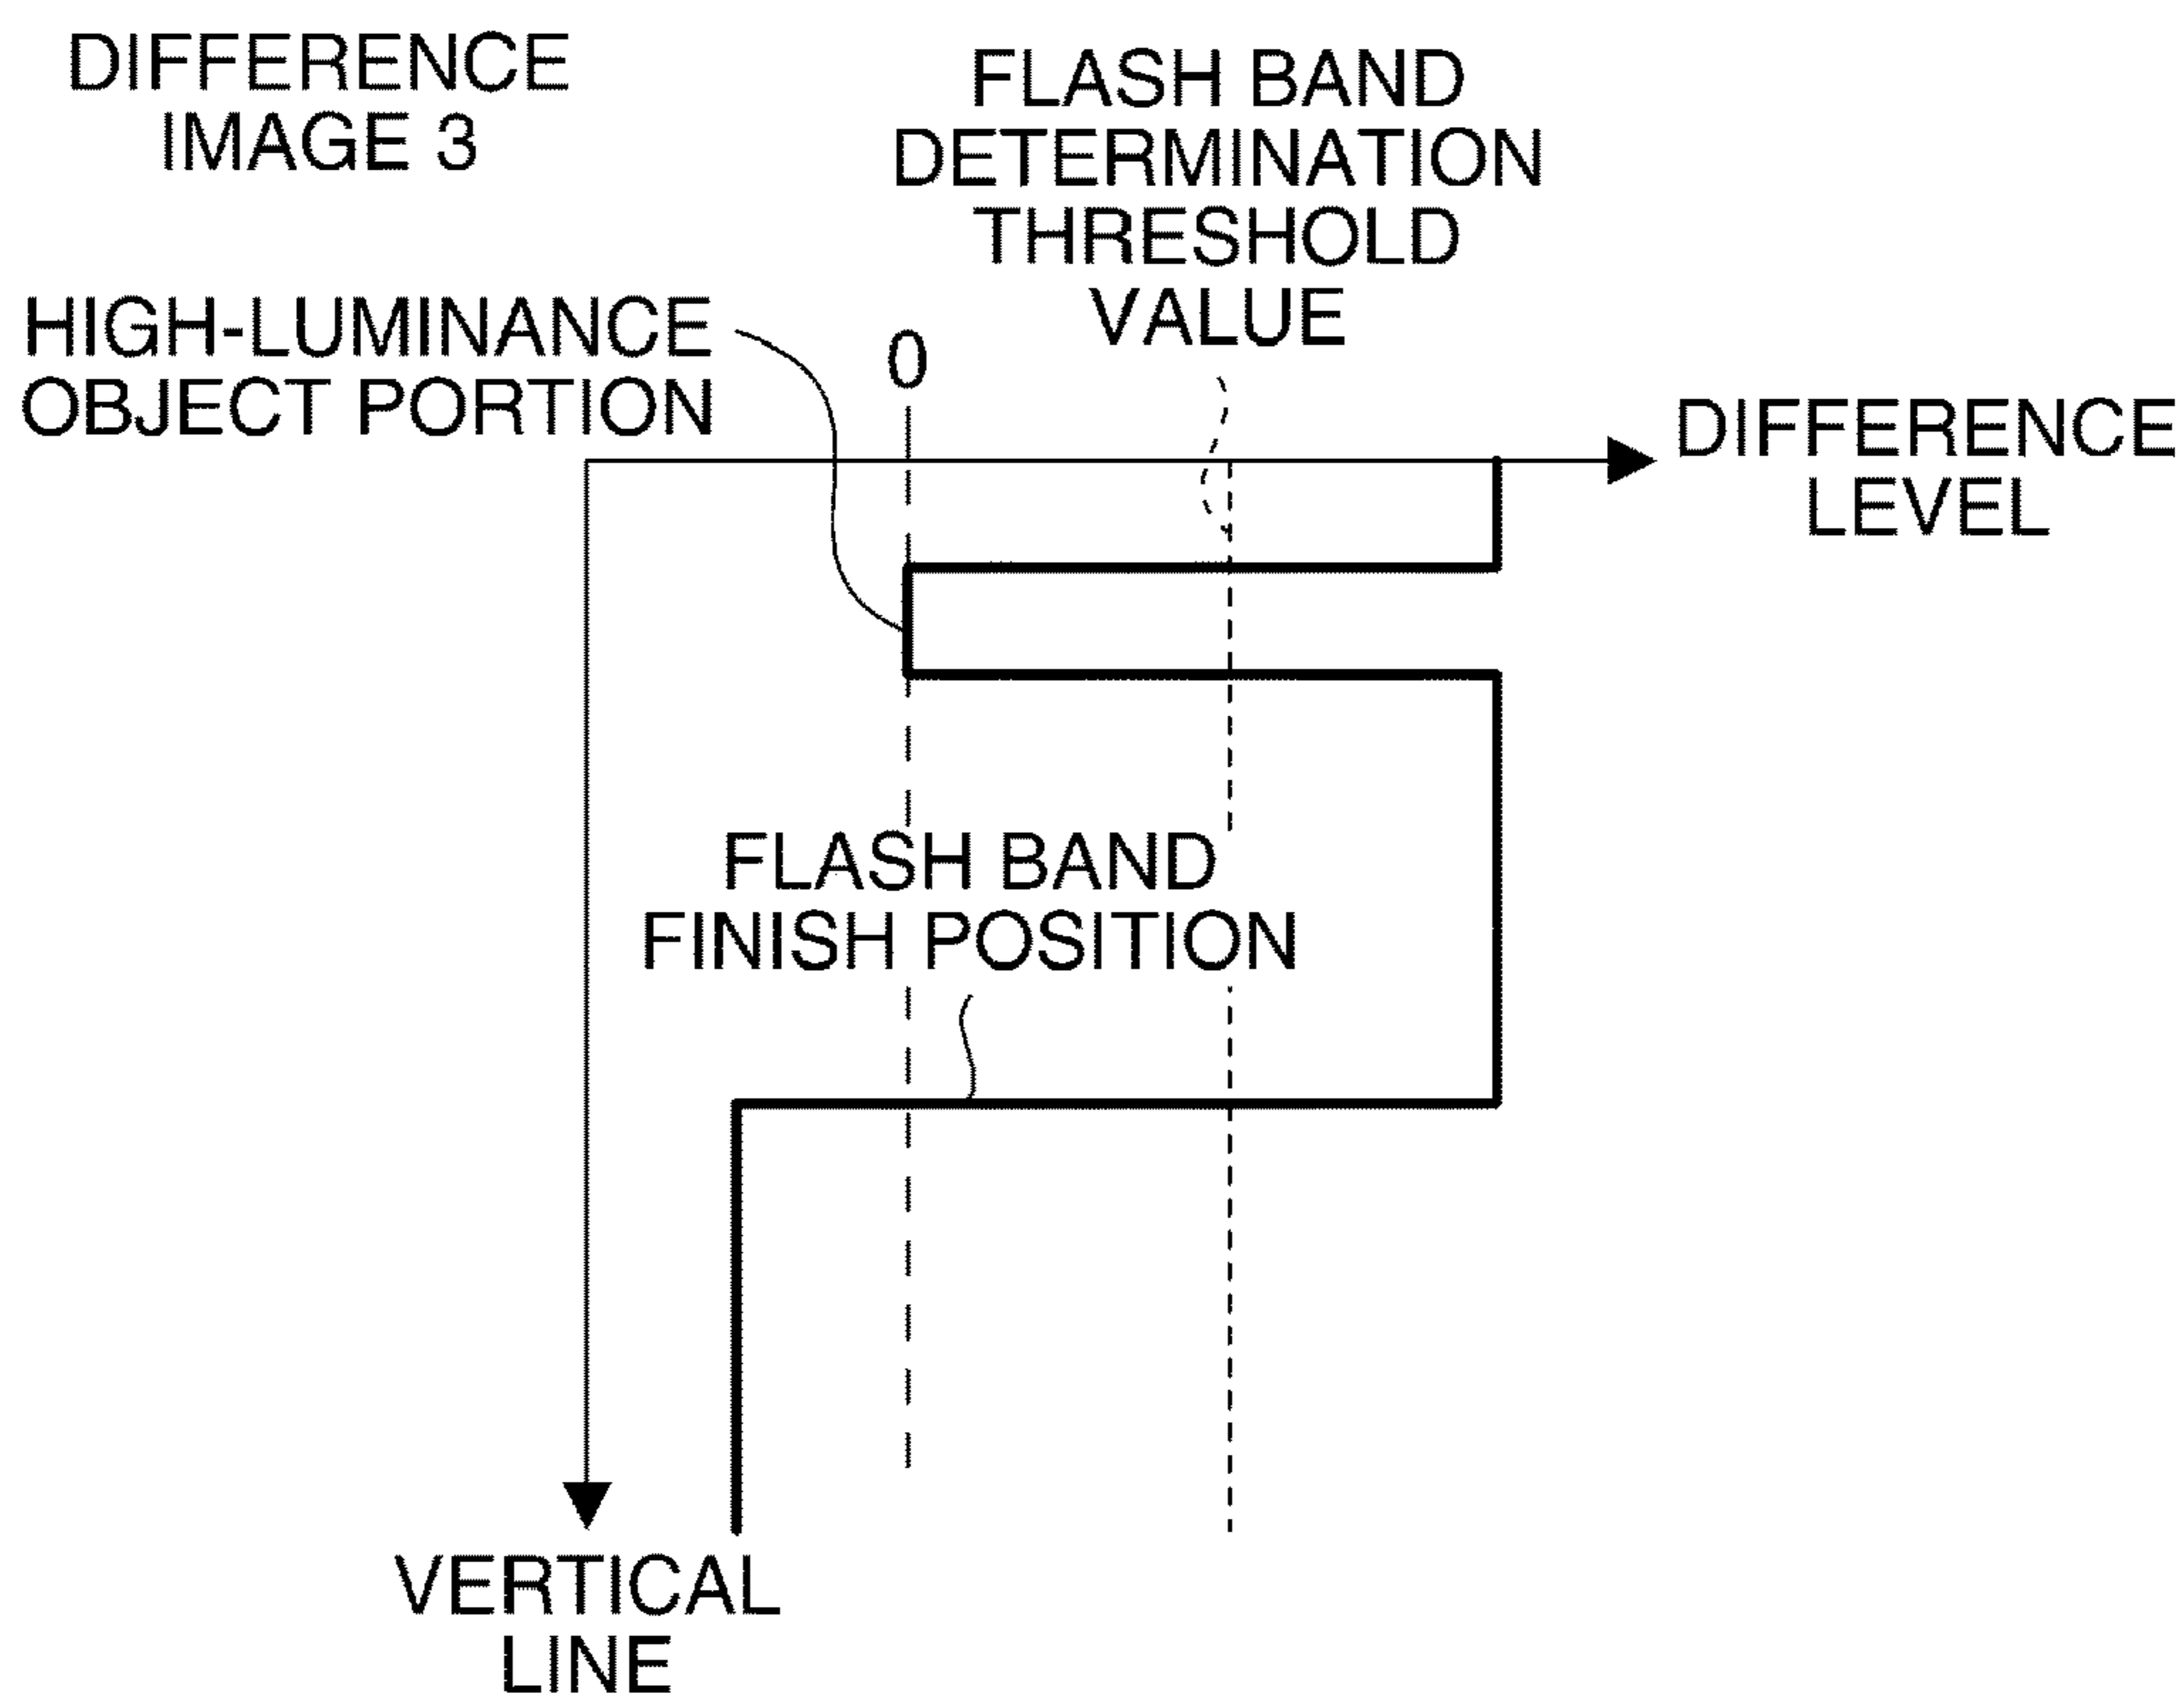 DIFFERENCE
IMAGE 3
FLASH BAND
DETERMINATION
THRESHOLD
VALUE
HIGH-LUMINANCE
OBJECT PORTION
0
DIFFERENCE
LEVEL
FLASH BAND
FINISH POSITION
VERTICAL
LINE